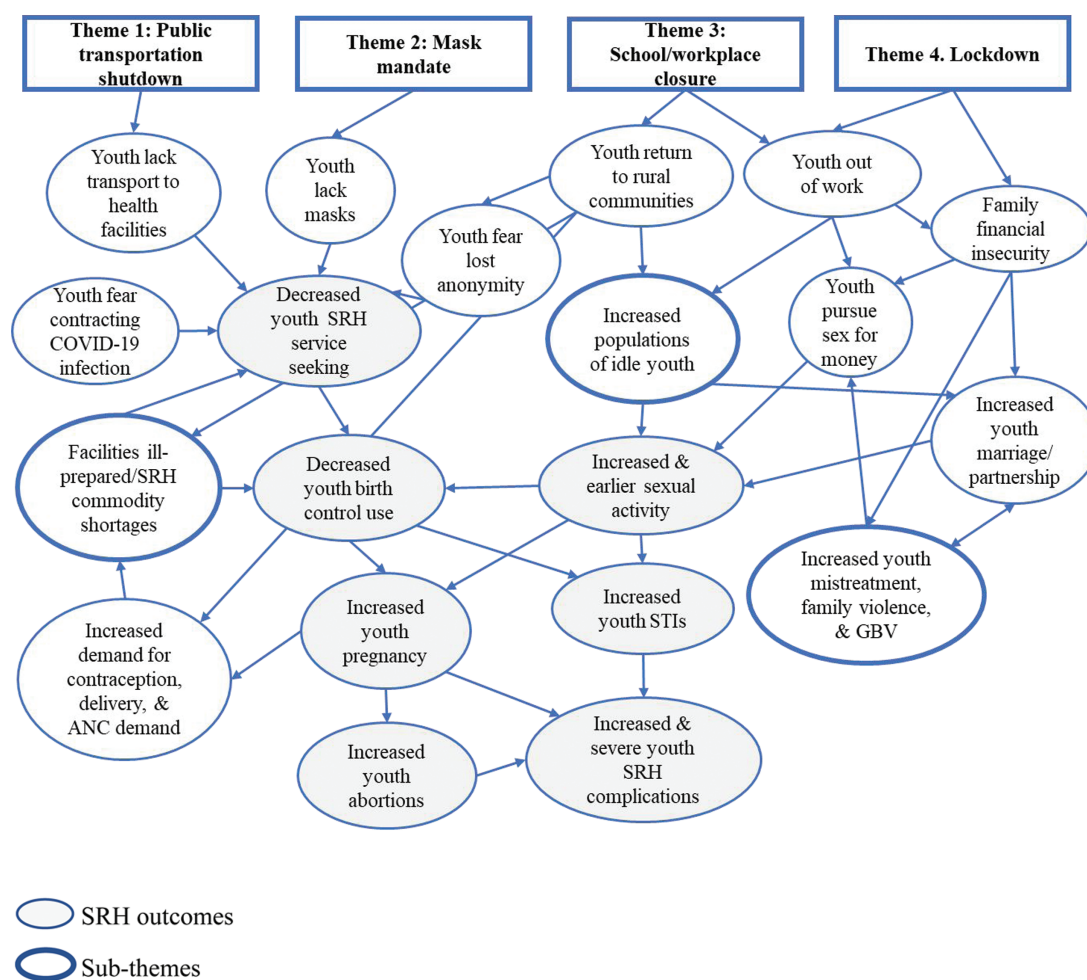 Theme 1: Public
transportation
shutdown
Theme 2: Mask
mandate
Theme 3:
School/workplace
closure
Theme 4. Lockdown
Youth lack
transport to
health
facilities
Youth
lack
masks
Youth return
to rural
communities
Youth out
of work
Youth fear
lost
anonymity
Family
financial
insecurity
Youth fear
contracting
COVID-19
infection
Decreased
youth SRH
service
seeking
Increased
populations
of idle youth
Youth
pursue
sex for
money
Facilities ill-
prepared/SRH
commodity
shortages
Decreased
youth birth
control use
Increased &
earlier sexual
activity
Increased
youth
marriage/
partnership
Increased
demand for
contraception,
delivery, &
ANC demand
Increased
youth
pregnancy
Increased
youth STIs
Increased youth
mistreatment,
family violence,
& GBV
Increased
youth
abortions
Increased &
severe youth
SRH
complications
SRH outcomes
Sub-themes